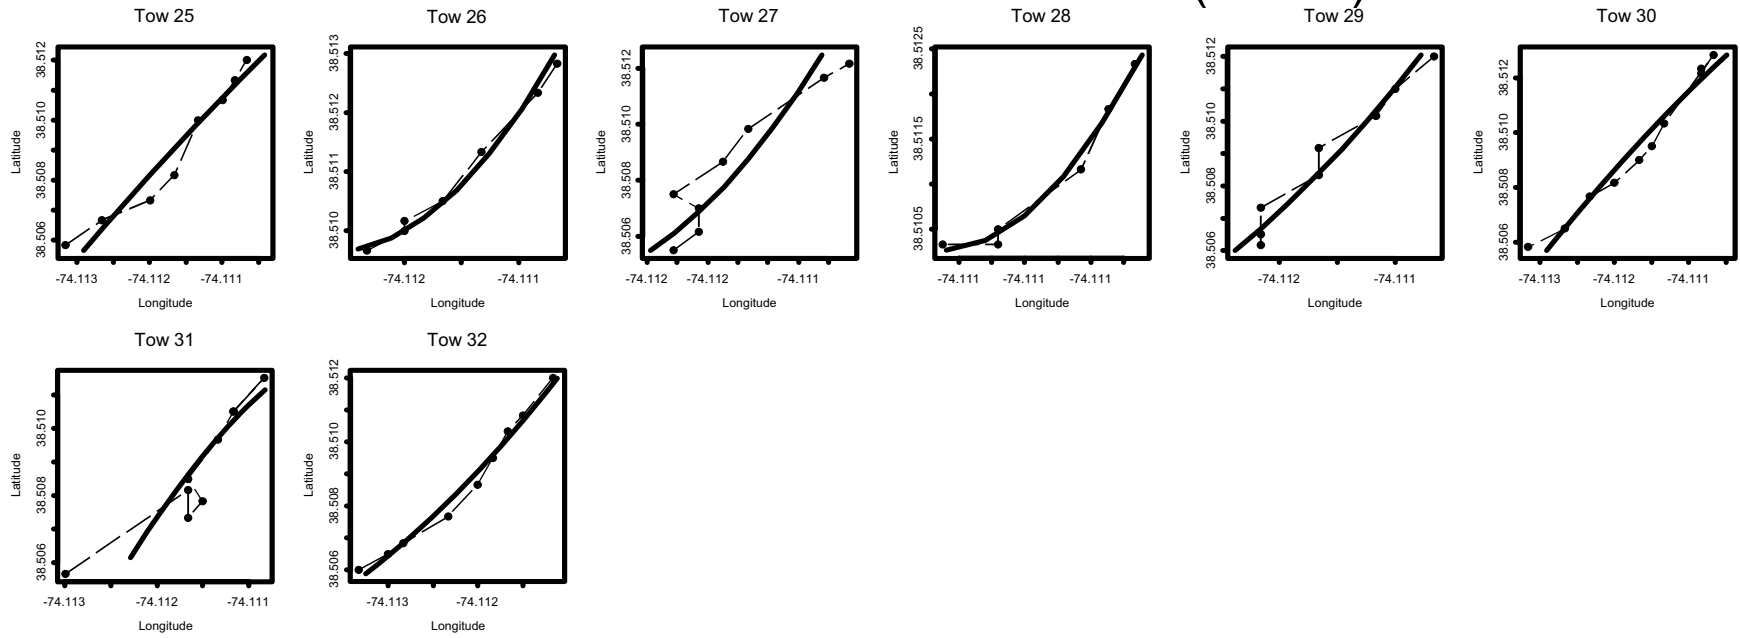 Tow 25
Tow 26
Tow 27
Tow 28
Tow 29
Tow 30
Latitude
38.506 38.508 38.510 38.512
-74.113 -74.112 -74.111
Longitude
Latitude
38.510 38.511 38.512 38.513
-74.112 -74.111
Longitude
Latitude
38.506 38.508 38.510 38.512
-74.112 -74.112 -74.111
Longitude
Latitude
38.5105 38.5115 38.5125
-74.111 -74.111 -74.111
Longitude
Latitude
38.506 38.508 38.510 38.512
-74.112 -74.111
Longitude
Latitude
38.506 38.508 38.510 38.512
-74.113 -74.112 -74.111
Longitude
Tow 31
Tow 32
Latitude
38.506 38.508 38.510
-74.113 -74.112 -74.111
Longitude
Latitude
38.506 38.508 38.510 38.512
-74.113 -74.112
Longitude